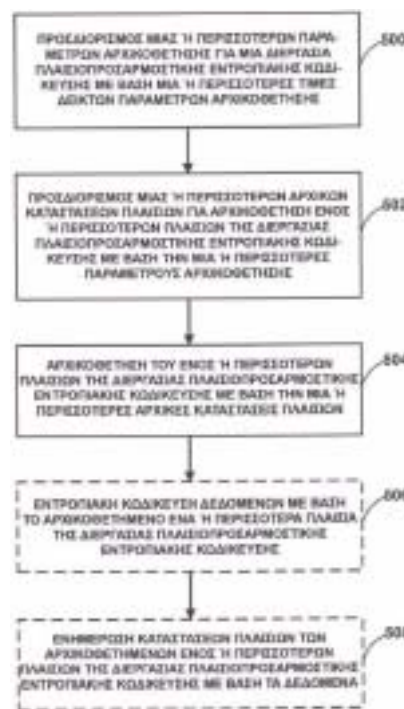 ΠΡΟΣΔΙΟΡΙΣΜΟΣ ΜΙΑΣ Ή ΠΕΡΙΣΣΟΤΕΡΩΝ ΠΑΡΑ-
ΜΕΤΡΩΝ ΑΡΧΙΚΟΘΕΤΗΣΗΣ ΓΙΑ ΜΙΑ ΔΙΕΡΓΑΣΙΑ
ΠΛΑΙΣΙΟΠΡΟΣΑΡΜΟΣΤΙΚΗΣ ΕΝΤΡΟΠΙΑΚΗΣ ΚΩΔΙ-
ΚΕΥΣΗΣ ΜΕ ΒΑΣΗ ΜΙΑ Ή ΠΕΡΙΣΣΟΤΕΡΕΣ ΤΙΜΕΣ
ΔΕΙΚΤΩΝ ΠΑΡΑΜΕΤΡΩΝ ΑΡΧΙΚΟΘΕΤΗΣΗΣ
500
ΠΡΟΣΔΙΟΡΙΣΜΟΣ ΜΙΑΣ Ή ΠΕΡΙΣΣΟΤΕΡΩΝ ΑΡΧΙΚΩΝ
ΚΑΤΑΣΤΑΣΕΩΝ ΠΛΑΙΣΙΩΝ ΓΙΑ ΑΡΧΙΚΟΘΕΤΗΣΗ ΕΝΟΣ
Ή ΠΕΡΙΣΣΟΤΕΡΩΝ ΠΛΑΙΣΙΩΝ ΤΗΣ ΔΙΕΡΓΑΣΙΑΣ
ΠΛΑΙΣΙΟΠΡΟΣΑΡΜΟΣΤΙΚΗΣ ΕΝΤΡΟΠΙΑΚΗΣ ΚΩΔΙ-
ΚΕΥΣΗΣ ΜΕ ΒΑΣΗ ΤΗΝ ΜΙΑ Ή ΠΕΡΙΣΣΟΤΕΡΕΣ
ΠΑΡΑΜΕΤΡΟΥΣ ΑΡΧΙΚΟΘΕΤΗΣΗΣ
502
ΑΡΧΙΚΟΘΕΤΗΣΗ ΤΟΥ ΕΝΟΣ Ή ΠΕΡΙΣΣΟΤΕΡΩΝ
ΠΛΑΙΣΙΩΝ ΤΗΣ ΔΙΕΡΓΑΣΙΑΣ ΠΛΑΙΣΙΟΠΡΟΣΑΡΜΟΣΤΙΚΗΣ
ΕΝΤΡΟΠΙΑΚΗΣ ΚΩΔΙΚΕΥΣΗΣ ΜΕ ΒΑΣΗ ΤΗΝ ΜΙΑ Ή
ΠΕΡΙΣΣΟΤΕΡΕΣ ΑΡΧΙΚΕΣ ΚΑΤΑΣΤΑΣΕΙΣ ΠΛΑΙΣΙΩΝ
504
ΕΝΤΡΟΠΙΑΚΗ ΚΩΔΙΚΕΥΣΗ ΔΕΔΟΜΕΝΩΝ ΜΕ ΒΑΣΗ
ΤΟ ΑΡΧΙΚΟΘΕΤΗΜΕΝΟ ΕΝΑ Ή ΠΕΡΙΣΣΟΤΕΡΑ ΠΛΑΙΣΙΑ
ΤΗΣ ΔΙΕΡΓΑΣΙΑΣ ΠΛΑΙΣΙΟΠΡΟΣΑΡΜΟΣΤΙΚΗΣ
ΕΝΤΡΟΠΙΑΚΗΣ ΚΩΔΙΚΕΥΣΗΣ
506
ΕΝΗΜΕΡΩΣΗ ΚΑΤΑΣΤΑΣΕΩΝ ΠΛΑΙΣΙΩΝ ΤΩΝ
ΑΡΧΙΚΟΘΕΤΗΜΕΝΩΝ ΕΝΟΣ Ή ΠΕΡΙΣΣΟΤΕΡΩΝ
ΠΛΑΙΣΙΩΝ ΤΗΣ ΔΙΕΡΓΑΣΙΑΣ ΠΛΑΙΣΙΟΠΡΟΣΑΡΜΟΣΤΙΚΗΣ
ΕΝΤΡΟΠΙΑΚΗΣ ΚΩΔΙΚΕΥΣΗΣ ΜΕ ΒΑΣΗ ΤΑ ΔΕΔΟΜΕΝΑ
508